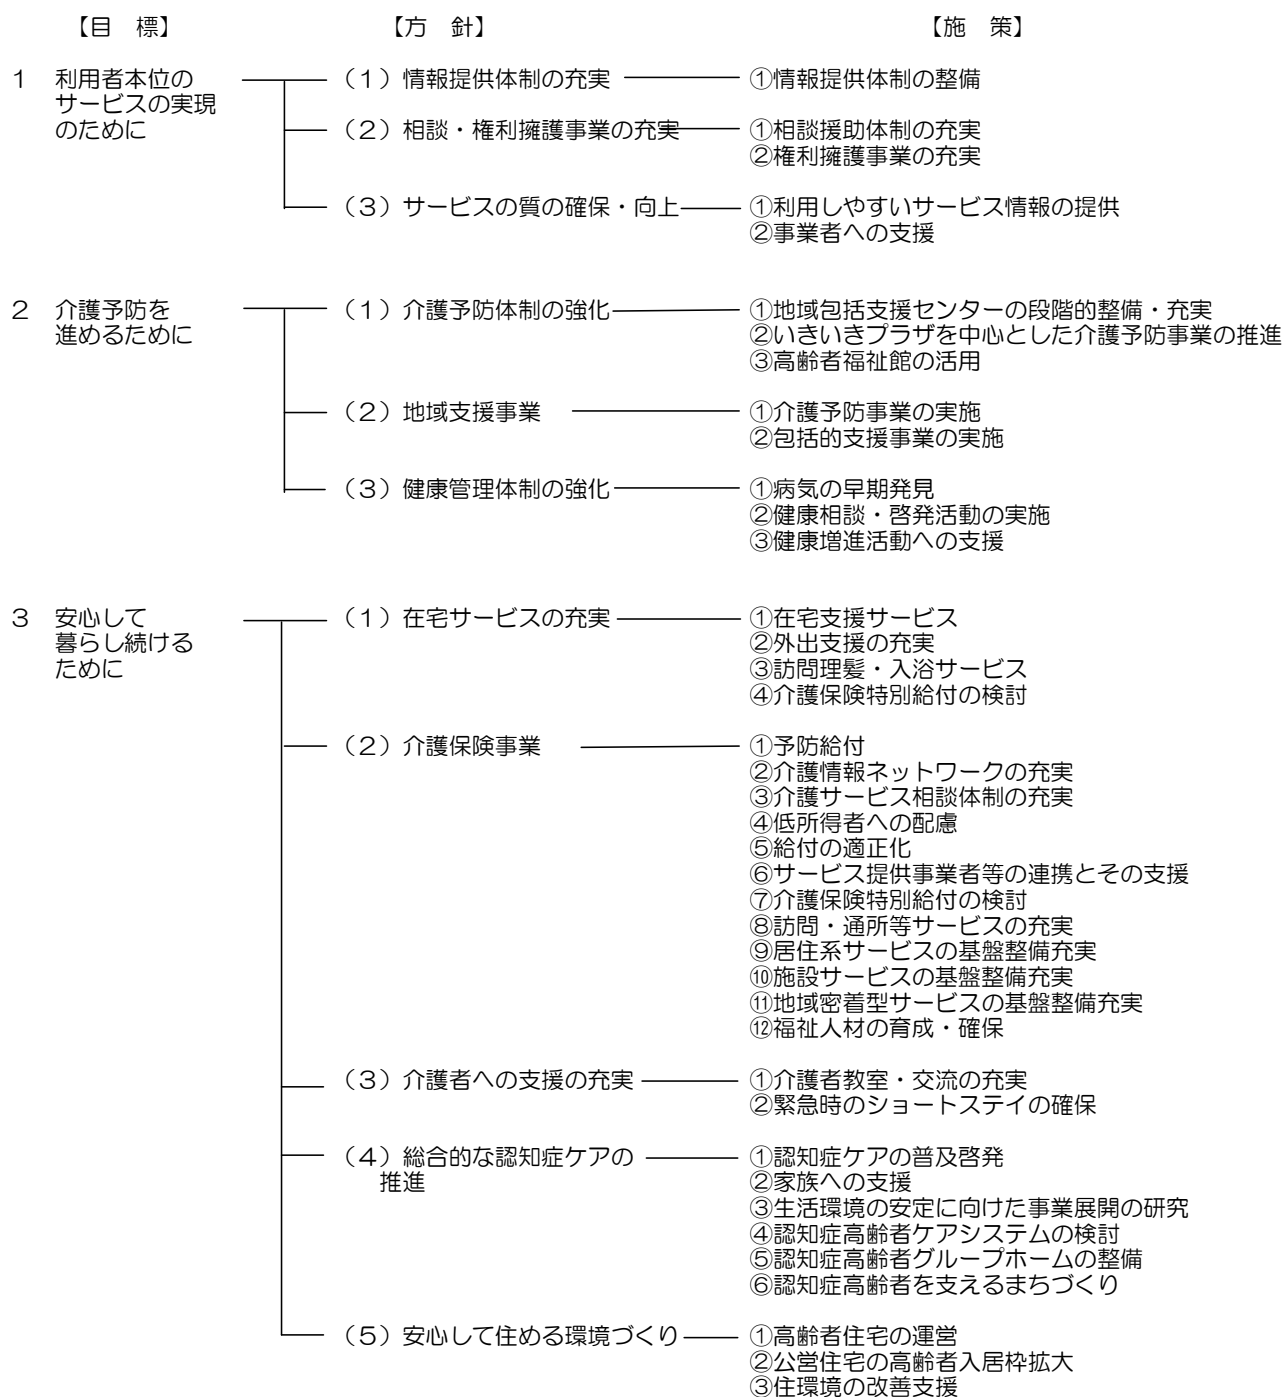 【目　標】　【方　針】　【施　策】
1　利用者本位の　（1）情報提供体制の充実　①情報提供体制の整備
サービスの実現
のために　（2）相談・権利擁護事業の充実　①相談援助体制の充実
②権利擁護事業の充実
（3）サービスの質の確保・向上　①利用しやすいサービス情報の提供
②事業者への支援
2　介護予防を　（1）介護予防体制の強化　①地域包括支援センターの段階的整備・充実
進めるために　②いきいきプラザを中心とした介護予防事業の推進
③高齢者福祉館の活用
（2）地域支援事業　①介護予防事業の実施
②包括的支援事業の実施
（3）健康管理体制の強化　①病気の早期発見
②健康相談・啓発活動の実施
③健康増進活動への支援
3　安心して　（1）在宅サービスの充実　①在宅支援サービス
暮らし続ける　②外出支援の充実
ために　③訪問理髪・入浴サービス
④介護保険特別給付の検討
（2）介護保険事業　①予防給付
②介護情報ネットワークの充実
③介護サービス相談体制の充実
④低所得者への配慮
⑤給付の適正化
⑥サービス提供事業者等の連携とその支援
⑦介護保険特別給付の検討
⑧訪問・通所等サービスの充実
⑨居住系サービスの基盤整備充実
⑩施設サービスの基盤整備充実
⑪地域密着型サービスの基盤整備充実
⑫福祉人材の育成・確保
（3）介護者への支援の充実　①介護者教室・交流の充実
②緊急時のショートステイの確保
（4）総合的な認知症ケアの　①認知症ケアの普及啓発
推進　②家族への支援
③生活環境の安定に向けた事業展開の研究
④認知症高齢者ケアシステムの検討
⑤認知症高齢者グループホームの整備
⑥認知症高齢者を支えるまちづくり
（5）安心して住める環境づくり　①高齢者住宅の運営
②公営住宅の高齢者入居枠拡大
③住環境の改善支援